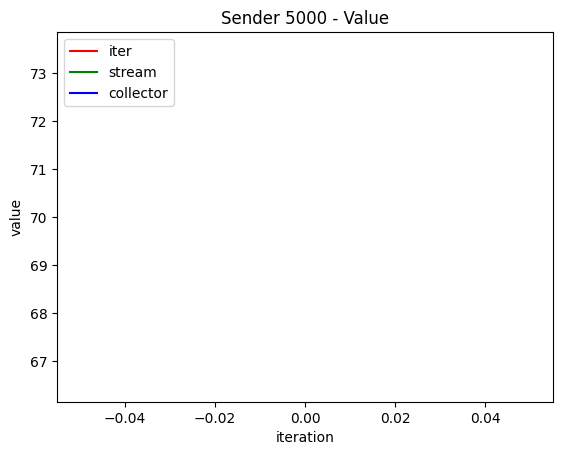 Sender 5000 - Value
iter
stream
collector
73
72
71
70
69
68
67
value
−0.04
−0.02
0.00
0.02
0.04
iteration